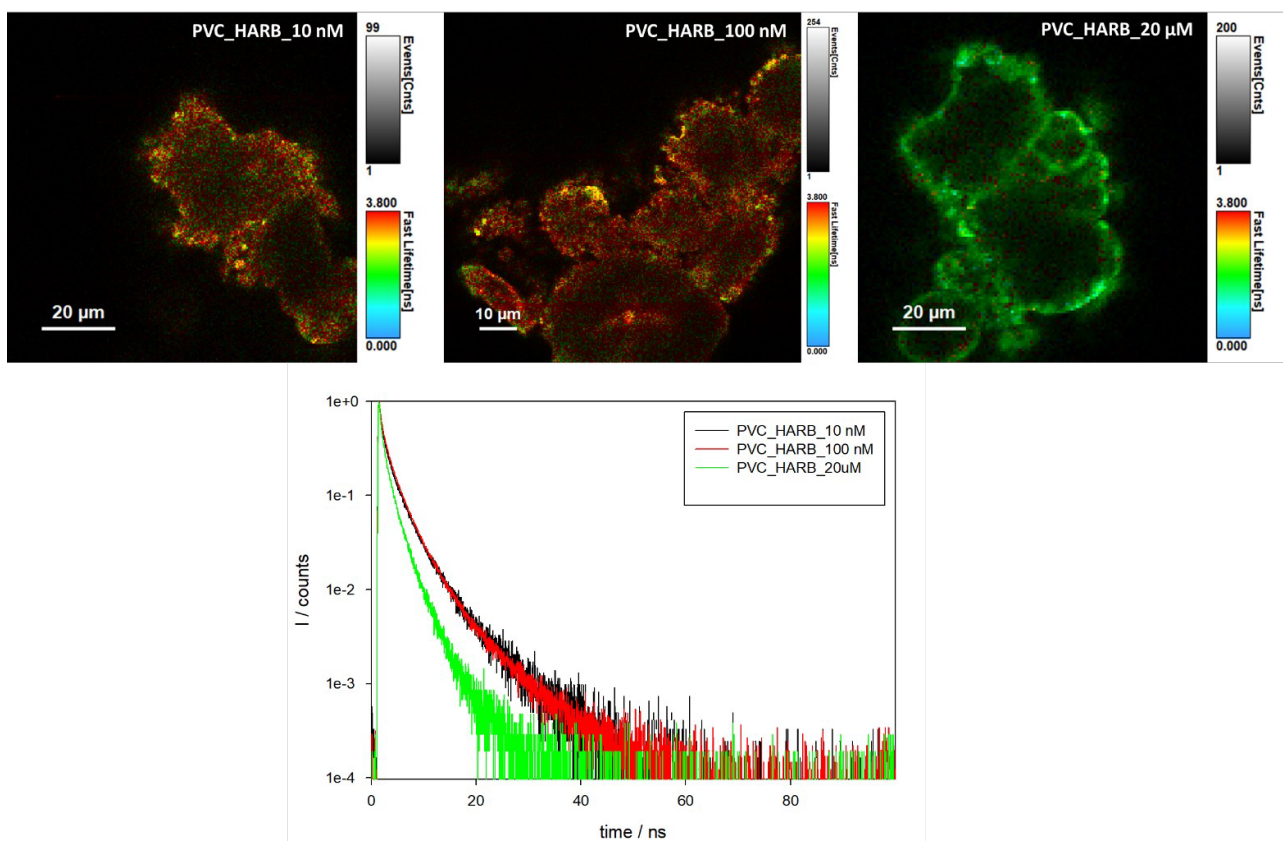 PVC_HARB_10 nM
99
Events[Cnts]
1
3.800
Fast Lifetime[ns]
0.000
20 µm
PVC_HARB_100 nM
254
Events[Cnts]
1
3.800
Fast Lifetime[ns]
0.000
10 µm
PVC_HARB_20 µM
200
Events[Cnts]
1
3.800
Fast Lifetime[ns]
0.000
20 µm
PVC_HARB_10 nM
PVC_HARB_100 nM
PVC_HARB_20uM
I / counts
1e+0
1e-1
1e-2
1e-3
1e-4
0
20
40
60
80
time / ns